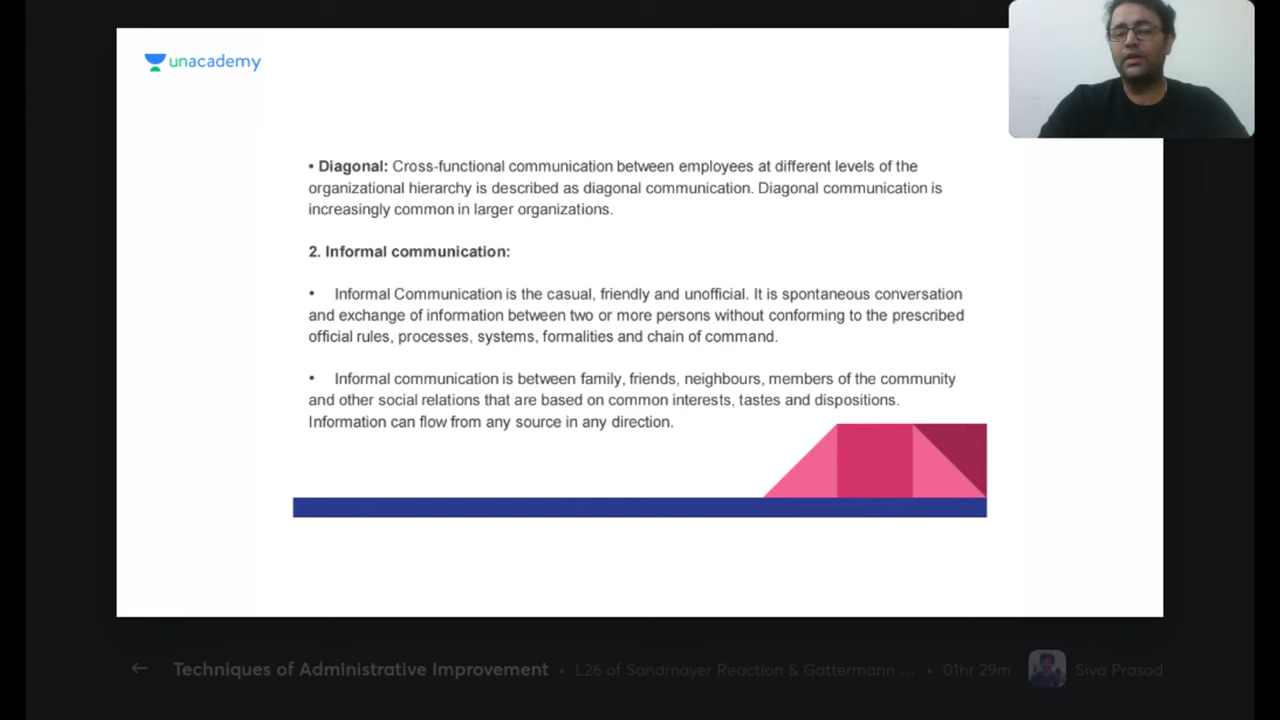 unacademy
• Diagonal: Cross-functional communication between employees at different levels of the
organizational hierarchy is described as diagonal communication. Diagonal communication is
increasingly common in larger organizations.
2. Informal communication:
• Informal Communication is the casual, friendly and unofficial. It is spontaneous conversation
and exchange of information between two or more persons without conforming to the prescribed
official rules, processes, systems, formalities and chain of command.
• Informal communication is between family, friends, neighbours, members of the community
and other social relations that are based on common interests, tastes and dispositions.
Information can flow from any source in any direction.
Techniques of Administrative Improvement • L26 of Sandmayer Reaction & Gattermann ... • 01hr 29m Siva Prasad